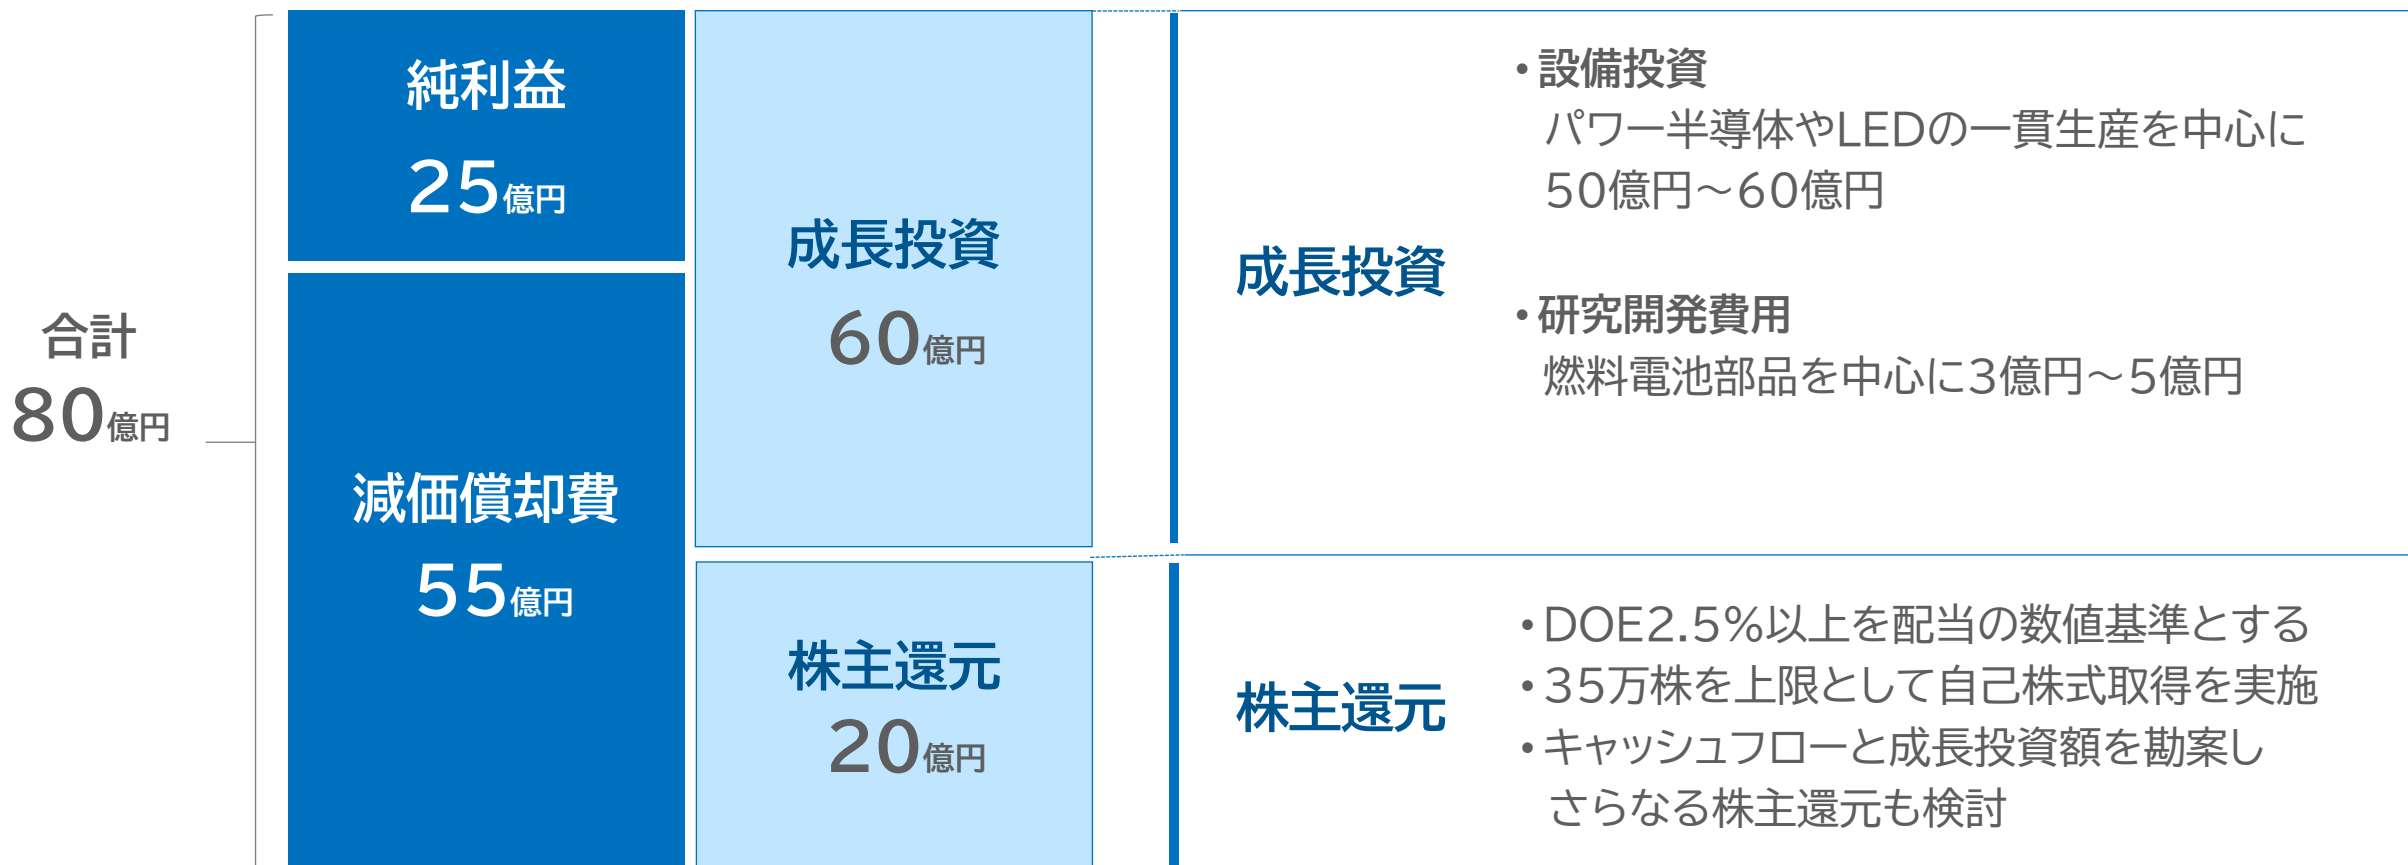 合計
80億円
純利益
25億円
減価償却費
55億円
成長投資
60億円
株主還元
20億円
成長投資
・設備投資
パワー半導体やLEDの一貫生産を中心に
50億円～60億円
・研究開発費用
燃料電池部品を中心に3億円～5億円
株主還元
・DOE2.5%以上を配当の数値基準とする
・35万株を上限として自己株式取得を実施
・キャッシュフローと成長投資額を勘案し
さらなる株主還元も検討